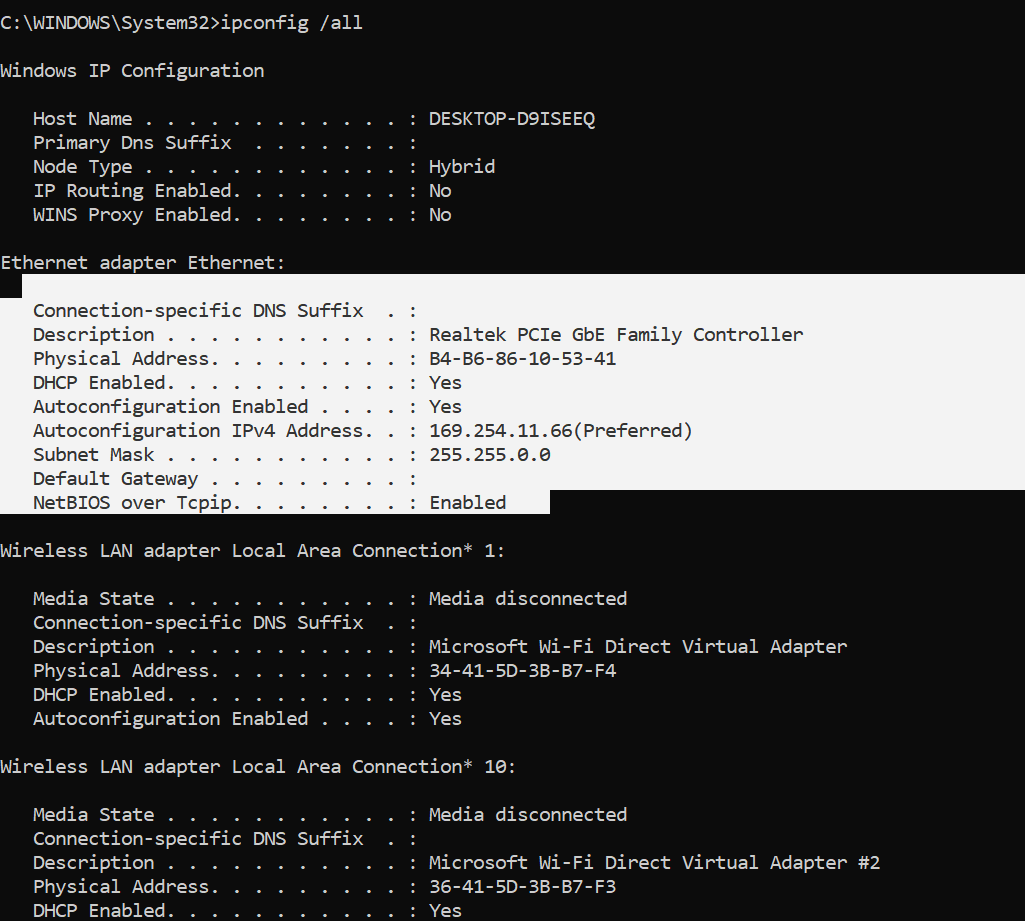 C:\WINDOWS\System32>ipconfig /all
Windows IP Configuration
Host Name . . . . . . . . . . . . : DESKTOP-D9ISEEQ
Primary Dns Suffix  . . . . . . . :
Node Type . . . . . . . . . . . . : Hybrid
IP Routing Enabled. . . . . . . . : No
WINS Proxy Enabled. . . . . . . . : No
Ethernet adapter Ethernet:
Connection-specific DNS Suffix  . :
Description . . . . . . . . . . . : Realtek PCIe GbE Family Controller
Physical Address. . . . . . . . . : B4-B6-86-10-53-41
DHCP Enabled. . . . . . . . . . . : Yes
Autoconfiguration Enabled . . . . : Yes
Autoconfiguration IPv4 Address. . : 169.254.11.66(Preferred)
Subnet Mask . . . . . . . . . . . : 255.255.0.0
Default Gateway . . . . . . . . . :
NetBIOS over Tcpip. . . . . . . . : Enabled
Wireless LAN adapter Local Area Connection* 1:
Media State . . . . . . . . . . . : Media disconnected
Connection-specific DNS Suffix  . :
Description . . . . . . . . . . . : Microsoft Wi-Fi Direct Virtual Adapter
Physical Address. . . . . . . . . : 34-41-5D-3B-B7-F4
DHCP Enabled. . . . . . . . . . . : Yes
Autoconfiguration Enabled . . . . : Yes
Wireless LAN adapter Local Area Connection* 10:
Media State . . . . . . . . . . . : Media disconnected
Connection-specific DNS Suffix  . :
Description . . . . . . . . . . . : Microsoft Wi-Fi Direct Virtual Adapter #2
Physical Address. . . . . . . . . : 36-41-5D-3B-B7-F3
DHCP Enabled. . . . . . . . . . . : Yes